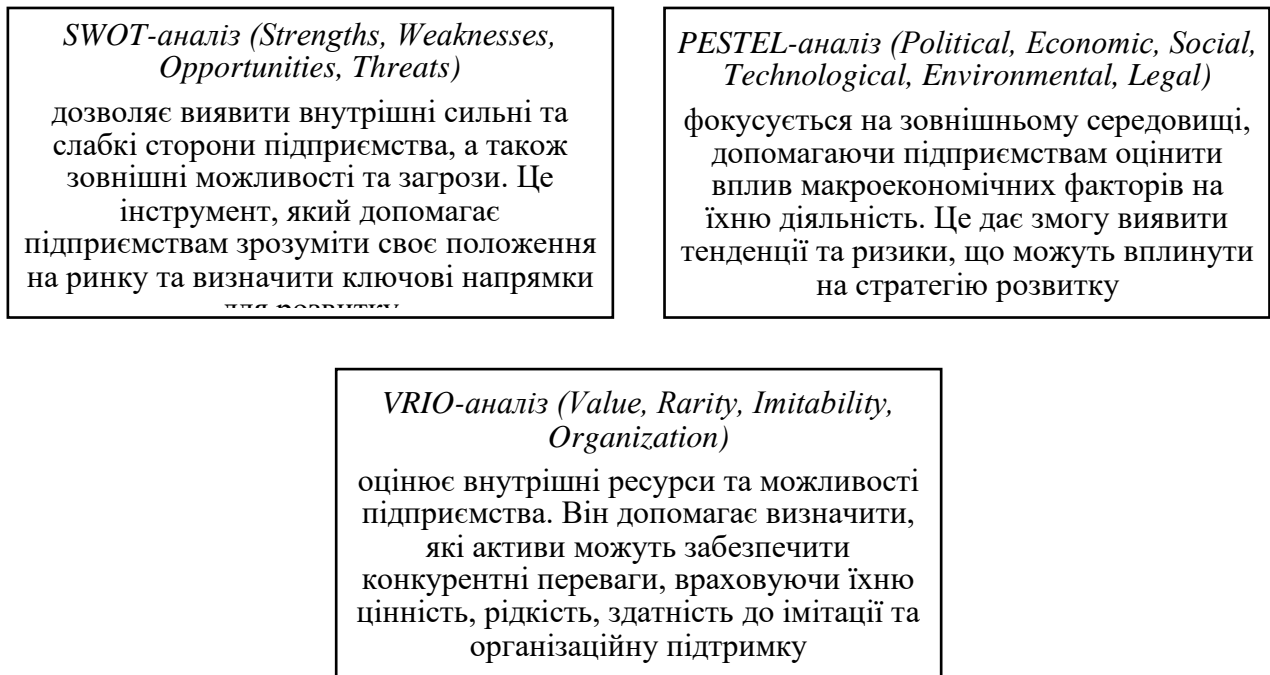 SWOT-аналіз (Strengths, Weaknesses,
Opportunities, Threats)
дозволяє виявити внутрішні сильні та
слабкі сторони підприємства, а також
зовнішні можливості та загрози. Це
інструмент, який допомагає
підприємствам зрозуміти своє положення
на ринку та визначити ключові напрямки
для розвитку
PESTEL-аналіз (Political, Economic, Social,
Technological, Environmental, Legal)
фокусується на зовнішньому середовищі,
допомагаючи підприємствам оцінити
вплив макроекономічних факторів на
їхню діяльність. Це дає змогу виявити
тенденції та ризики, що можуть вплинути
на стратегію розвитку
VRIO-аналіз (Value, Rarity, Imitability,
Organization)
оцінює внутрішні ресурси та можливості
підприємства. Він допомагає визначити,
які активи можуть забезпечити
конкурентні переваги, враховуючи їхню
цінність, рідкість, здатність до імітації та
організаційну підтримку